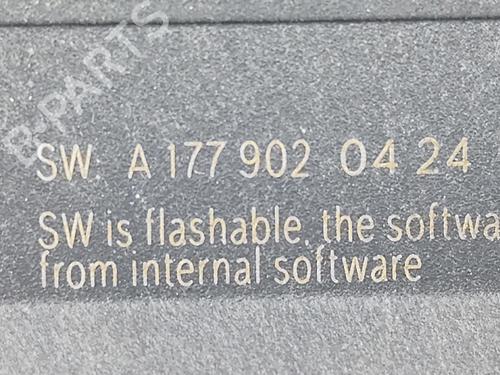 B-PARTS
SW: A 177 902 04 24
SW is flashable, the softwa
from internal software